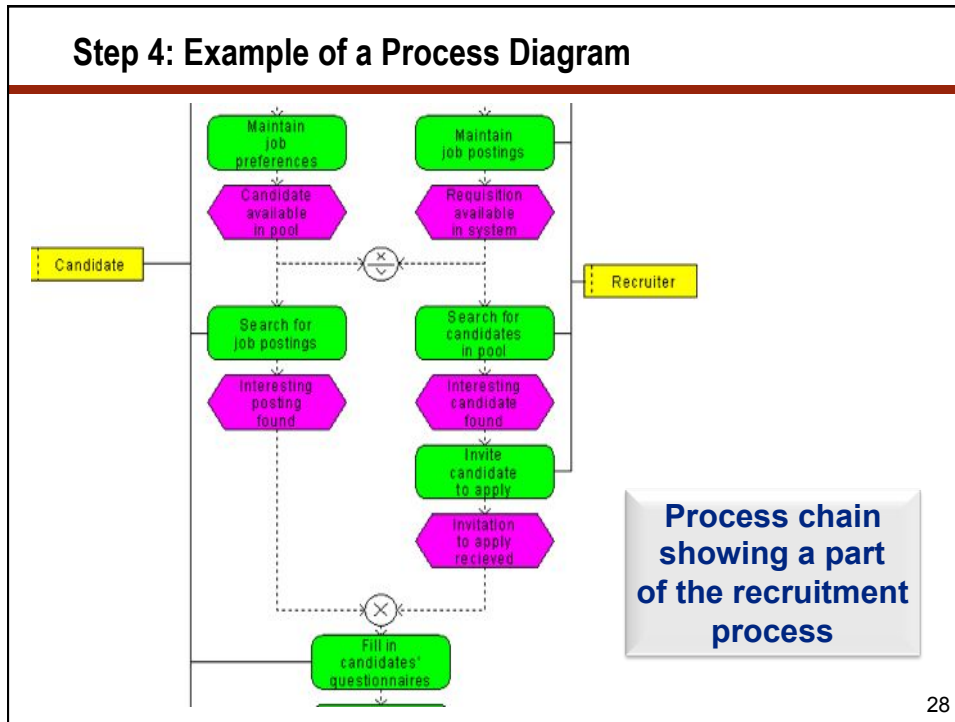 Step 4: Example of a Process Diagram
Maintain
job
preferences
Maintain
job postings
Candidate
available
in pool
Requisition
available
in system
Candidate
Recruiter
Search for
job postings
Search for
candidates
in pool
Interesting
posting
found
Interesting
candidate
found
Invite
candidate
to apply
Invitation
to apply
recieved
Process chain
showing a part
of the recruitment
process
Fill in
candidates'
questionnaires
28